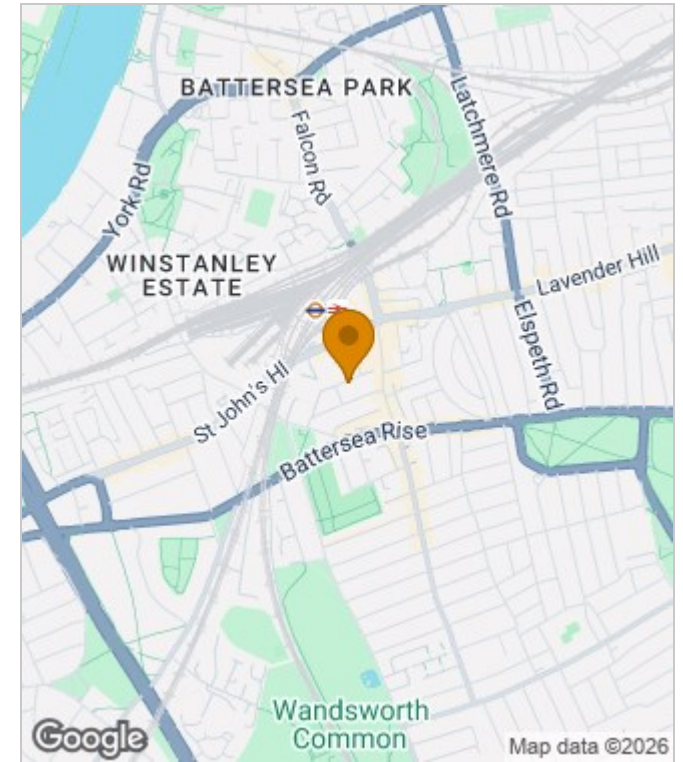 BATTERSEA PARK
Falcon Rd
Latchmere Rd
York Rd
WINSTANLEY
ESTATE
Lavender Hill
Elspeth Rd
St John's Hl
Battersea Rise
Wandsworth
Common
Google
Map data ©2026